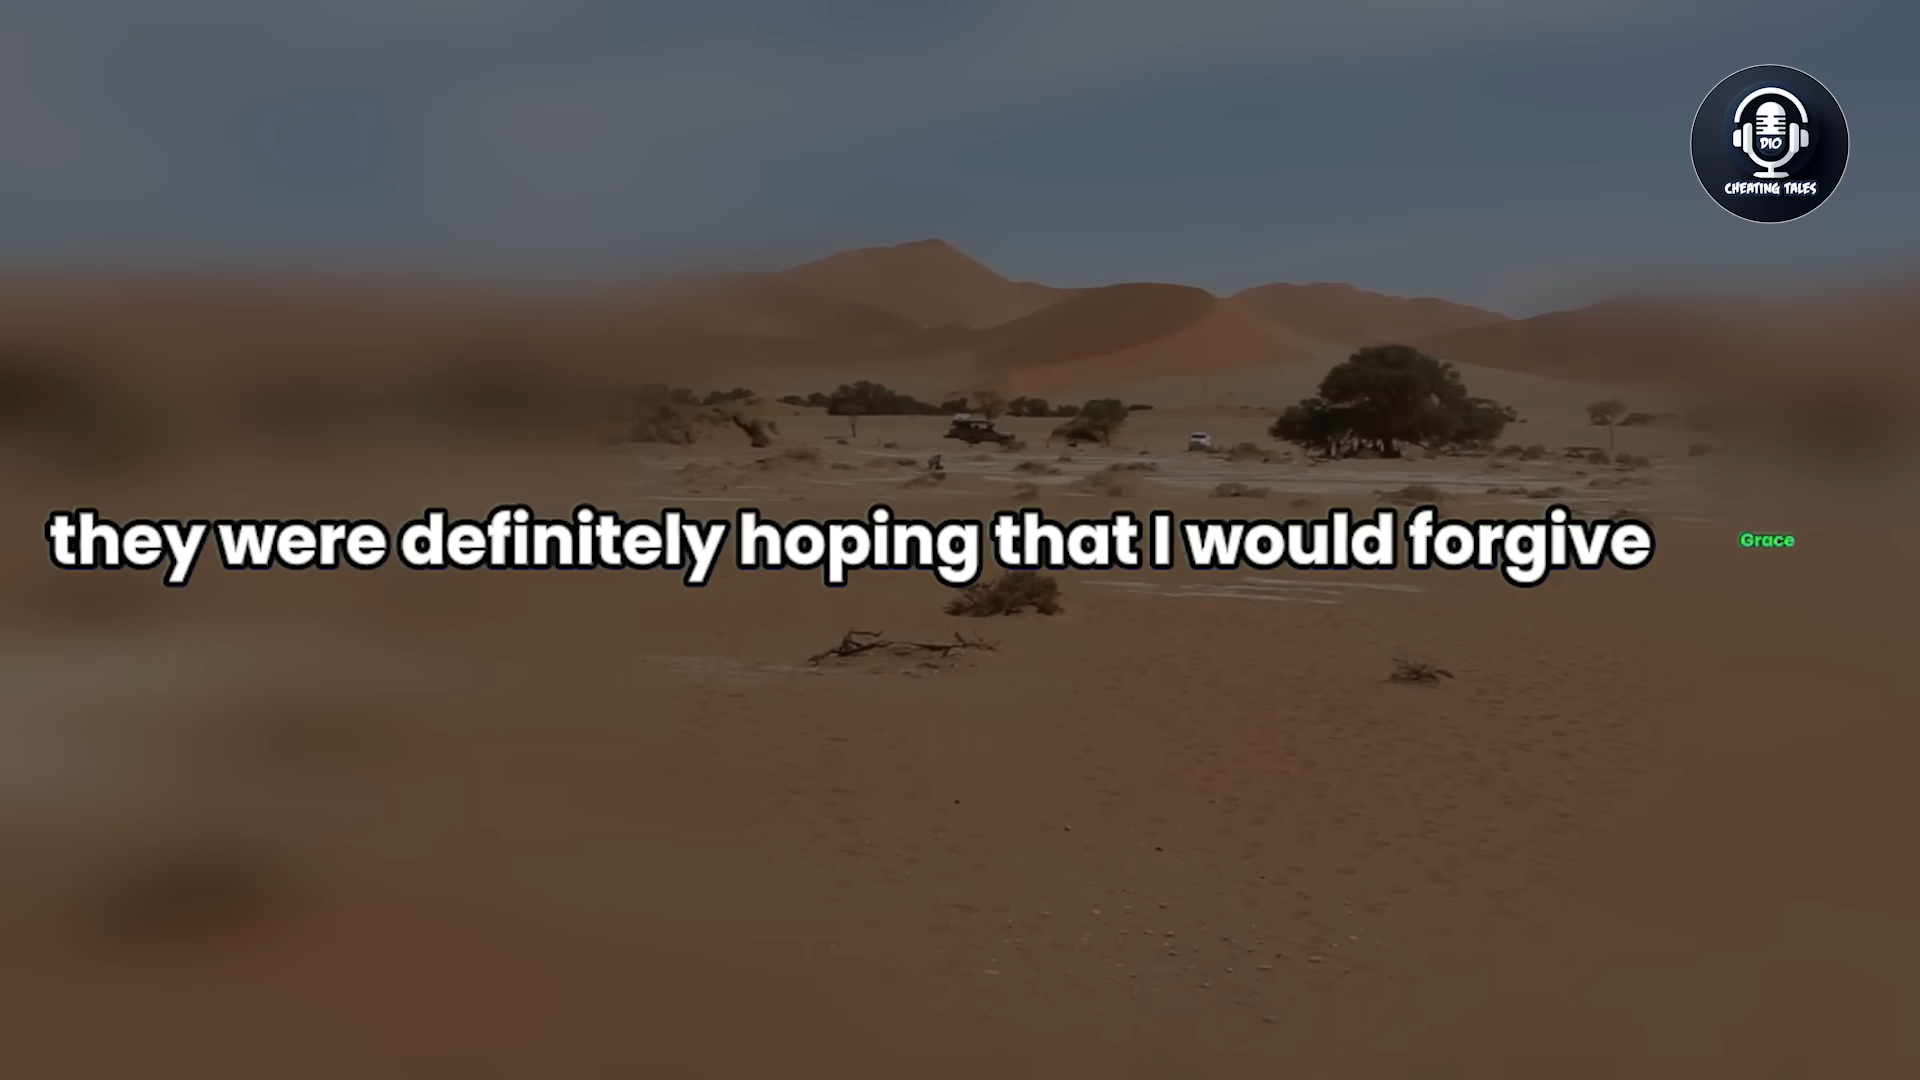 DIO
CHEATING TALES
they were definitely hoping that I would forgive Grace